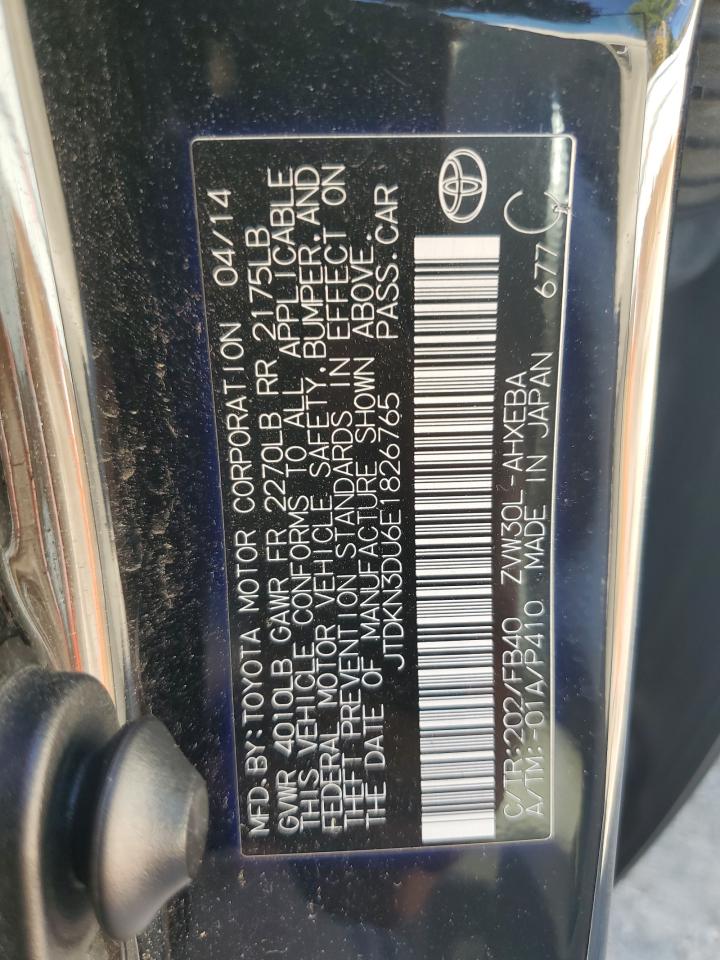 MFD.BY:TOYOTA MOTOR CORPORATION 04/14
GVWR 4010LB GAWR FR 2270LB RR 2175LB
THIS VEHICLE CONFORMS TO ALL APPLICABLE
FEDERAL MOTOR VEHICLE SAFETY,BUMPER,AND
THEFT PREVENTION STANDARDS IN EFFECT ON
THE DATE OF MANUFACTURE SHOWN ABOVE.
JTDKN3DU6E1826765 PASS.CAR
C/TR:202/FB40 ZVW30L-AHXEBA
A/TM:-01A/P410 MADE IN JAPAN 677 C